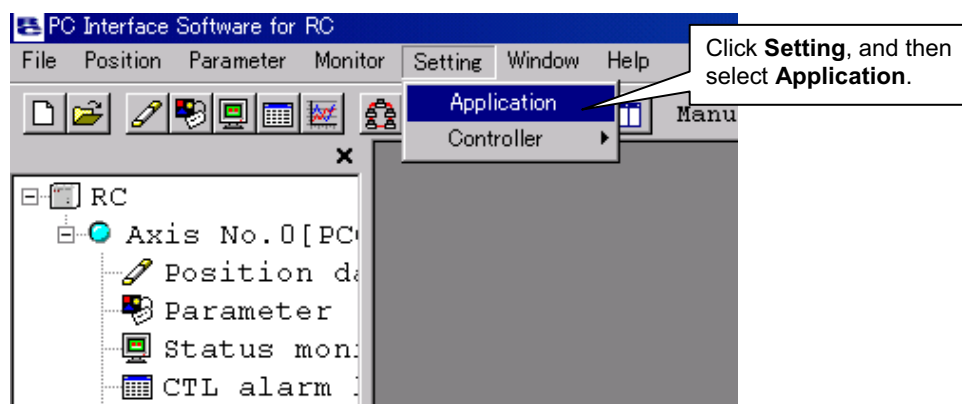 PC Interface Software for RC
File Position Parameter Monitor Setting Window Help
Click Setting, and then
select Application.
Application
Manu
Controller
RC
Axis No.0[PC
Position d
Parameter
Status mon
CTL alarm